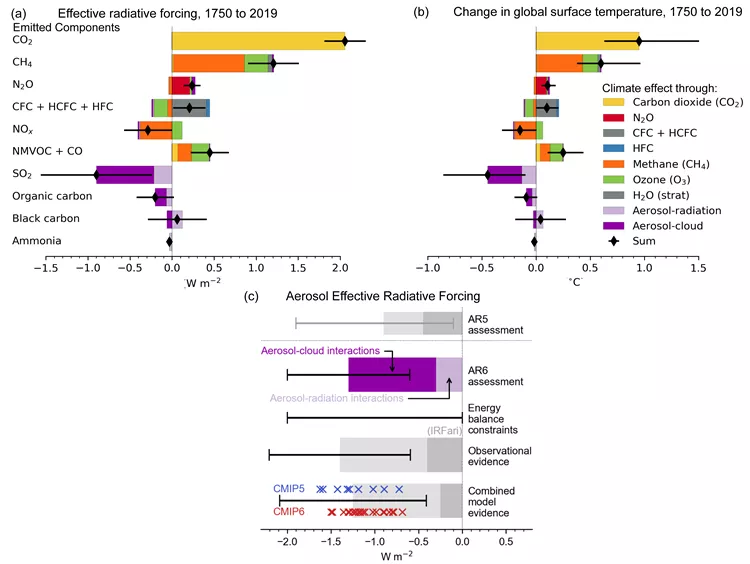 (a) Effective radiative forcing, 1750 to 2019
Emitted Components
CO2
CH4
N2O
CFC + HCFC + HFC
NOx
NMVOC + CO
SO2
Organic carbon
Black carbon
Ammonia
−1.5 −1.0 −0.5 0.0 0.5 1.0 1.5 2.0
W m−2
(b) Change in global surface temperature, 1750 to 2019
Climate effect through:
Carbon dioxide (CO2)
N2O
CFC + HCFC
HFC
Methane (CH4)
Ozone (O3)
H2O (strat)
Aerosol-radiation
Aerosol-cloud
Sum
−1.0 −0.5 0.0 0.5 1.0 1.5
°C
(c) Aerosol Effective Radiative Forcing
AR5
assessment
Aerosol-cloud interactions
AR6
assessment
Aerosol-radiation interactions
Energy
balance
constraints
(IRFari)
Observational
evidence
CMIP5
Combined
model
evidence
CMIP6
−2.0 −1.5 −1.0 −0.5 0.0 0.5
W m−2